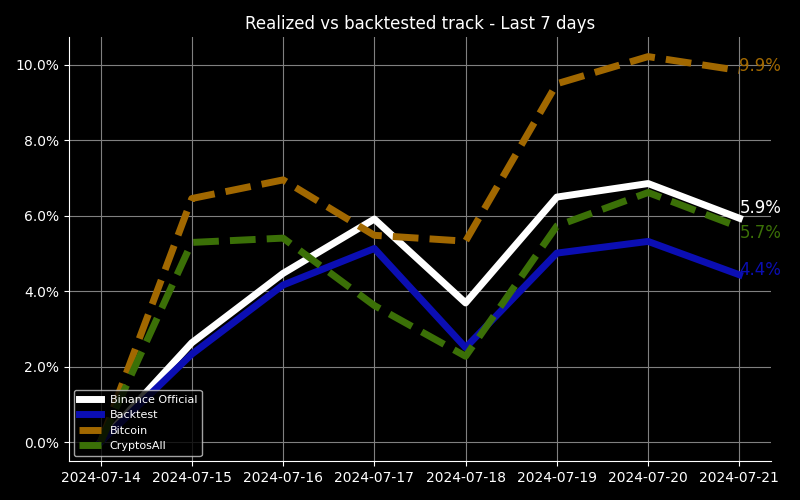 Realized vs backtested track - Last 7 days
10.0%
8.0%
6.0%
4.0%
2.0%
0.0%
9.9%
5.9%
5.7%
4.4%
Binance Official
Backtest
Bitcoin
CryptosAll
2024-07-14 2024-07-15 2024-07-16 2024-07-17 2024-07-18 2024-07-19 2024-07-20 2024-07-21